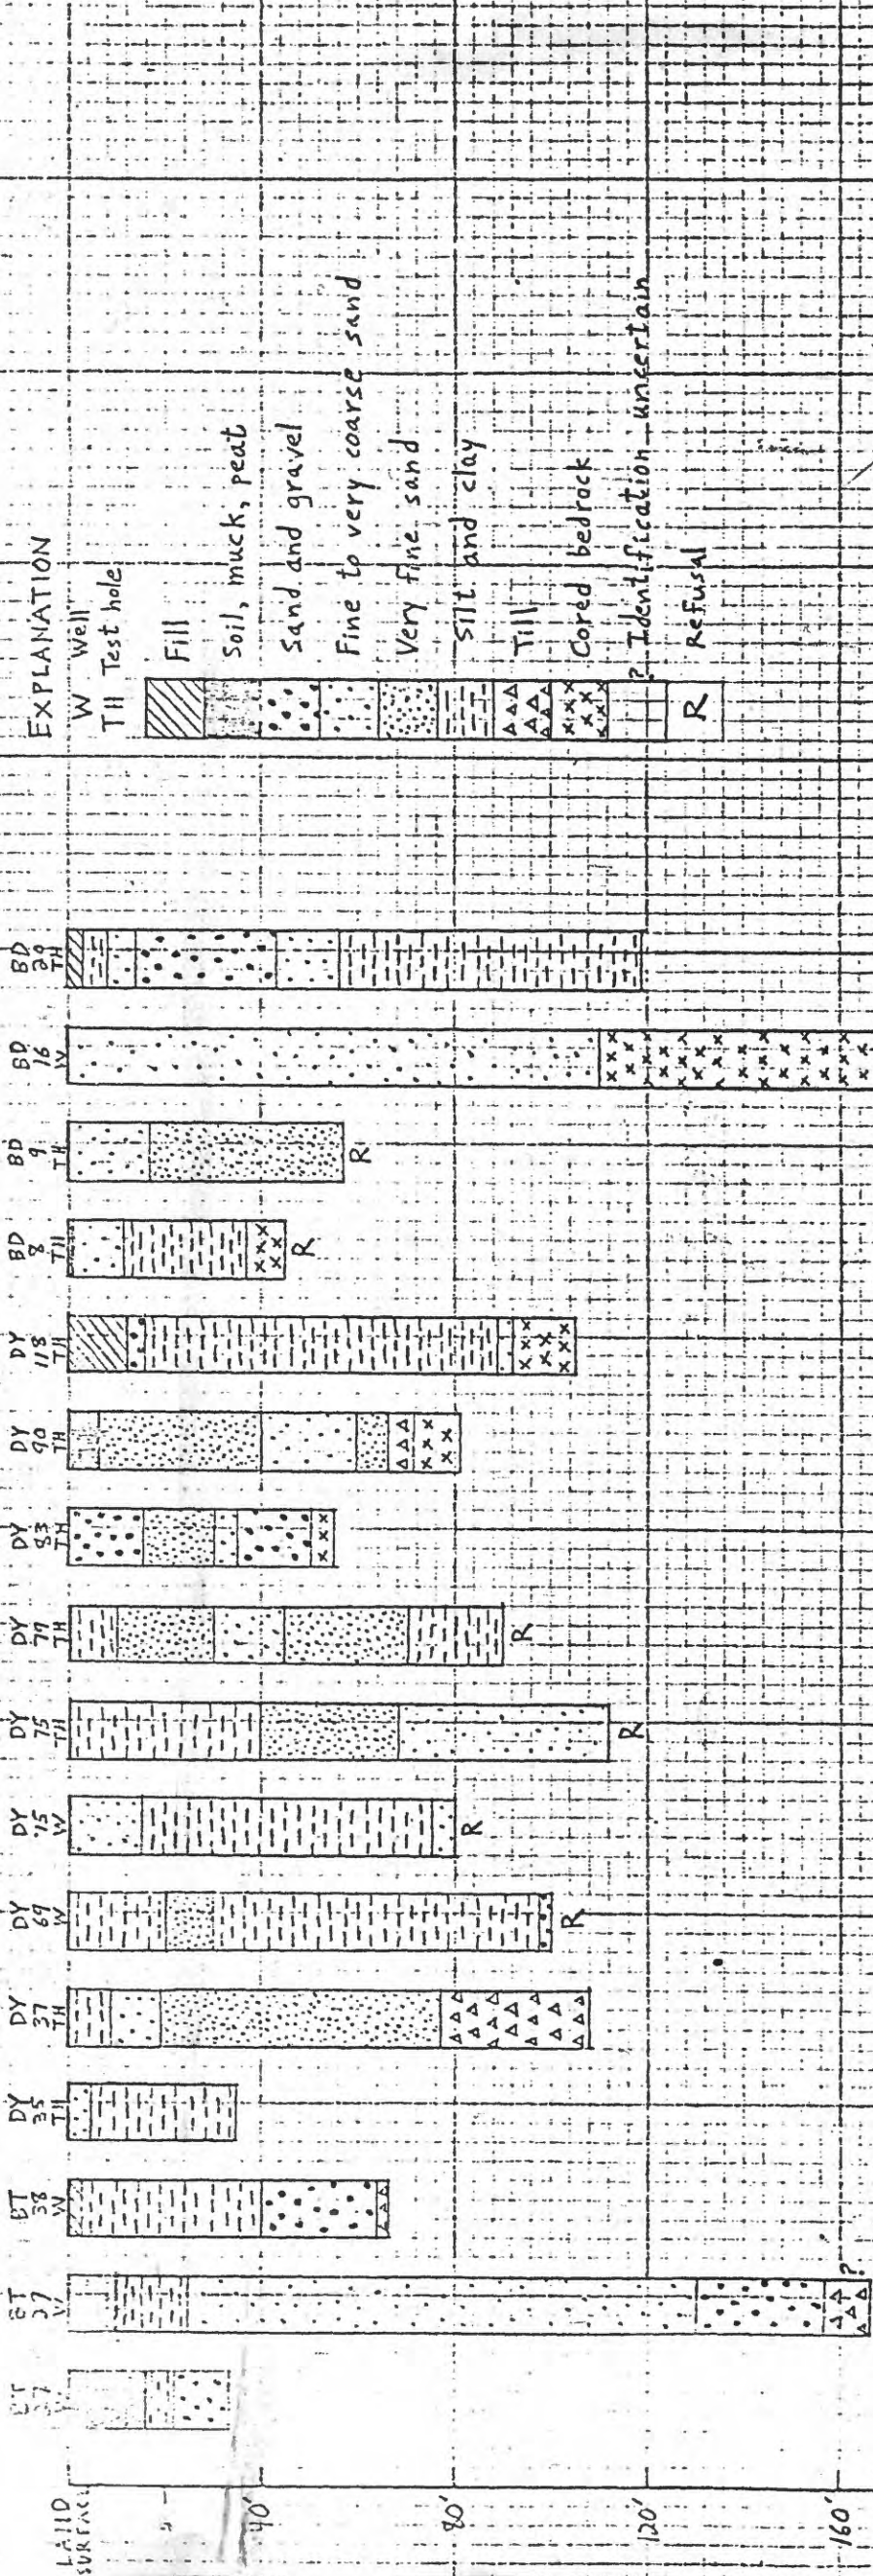 EXPLANATION
W Well
TH Test hole
Fill
Soil, muck, peat
Sand and gravel
Fine to very coarse sand
Very fine sand
Silt and clay
Till
Cored bedrock
? Identification uncertain
R Refusal
LAND
SURFACE
40'
80'
120'
160'
37
W
?
38
W
DY
35
TH
DY
37
TH
DY
69
W
R
DY
75
W
R
DY
75
TH
R
DY
79
TH
R
DY
83
TH
DY
90
TH
DY
118
TH
BD
8
TH
R
BD
9
TH
R
BD
16
W
BD
20
TH